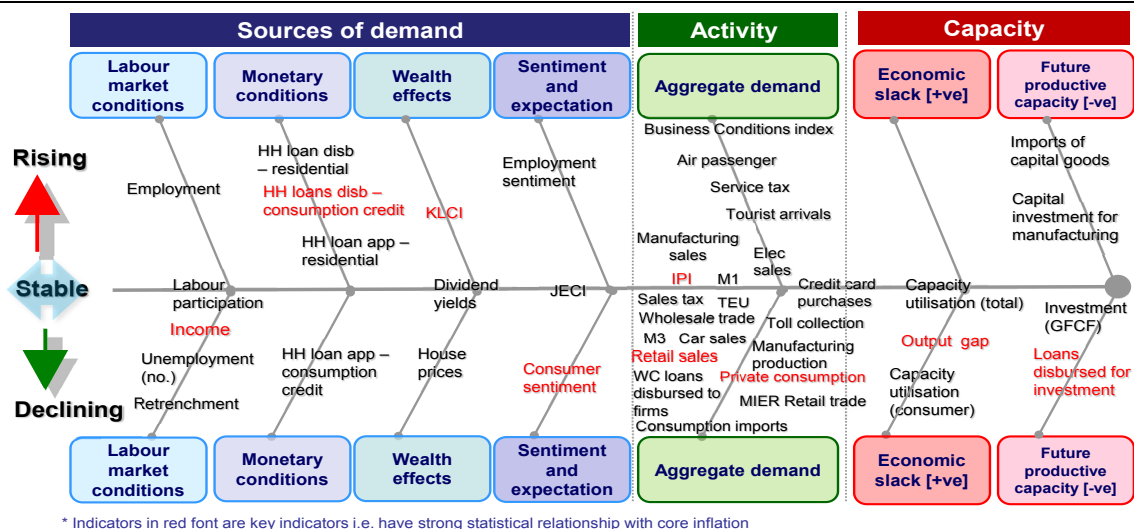 Sources of demand
Activity
Capacity
Labour
market
conditions
Monetary
conditions
Wealth
effects
Sentiment
and
expectation
Aggregate demand
Economic
slack [+ve]
Future
productive
capacity [-ve]
Rising
Stable
Declining
Employment
HH loan disb
– residential
HH loans disb –
consumption credit
HH loan app –
residential
KLCI
Employment
sentiment
Business Conditions index
Air passenger
Service tax
Tourist arrivals
Manufacturing
sales
Elec
sales
IPI
M1
Imports of
capital goods
Capital
investment for
manufacturing
Labour
participation
Income
Unemployment
(no.)
Retrenchment
HH loan app –
consumption
credit
Dividend
yields
House
prices
JECI
Consumer
sentiment
Credit card
purchases
Sales tax
TEU
Wholesale trade
Toll collection
M3
Car sales
Manufacturing
production
Retail sales
Private consumption
WC loans
disbursed to
firms
MIER Retail trade
Consumption imports
Capacity
utilisation (total)
Output gap
Capacity
utilisation
(consumer)
Investment
(GFCF)
Loans
disbursed for
investment
Labour
market
conditions
Monetary
conditions
Wealth
effects
Sentiment
and
expectation
Aggregate demand
Economic
slack [+ve]
Future
productive
capacity [-ve]
* Indicators in red font are key indicators i.e. have strong statistical relationship with core inflation